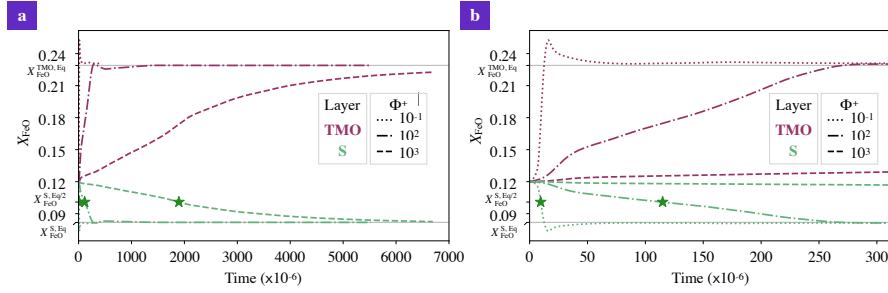 a
0.24
X_FeO^TMO, Eq
0.21
0.18
0.15
0.12
X_FeO^S, Eq/2
0.09
X_FeO^S, Eq
X_FeO
0
1000
2000
3000
4000
5000
6000
7000
Time (×10^-6)
Layer
TMO
S
Φ^+
10^-1
10^2
10^3
b
0.24
X_FeO^TMO, Eq
0.21
0.18
0.15
0.12
X_FeO^S, Eq/2
0.09
X_FeO^S, Eq
X_FeO
0
50
100
150
200
250
300
Time (×10^-6)
Layer
TMO
S
Φ^+
10^-1
10^2
10^3